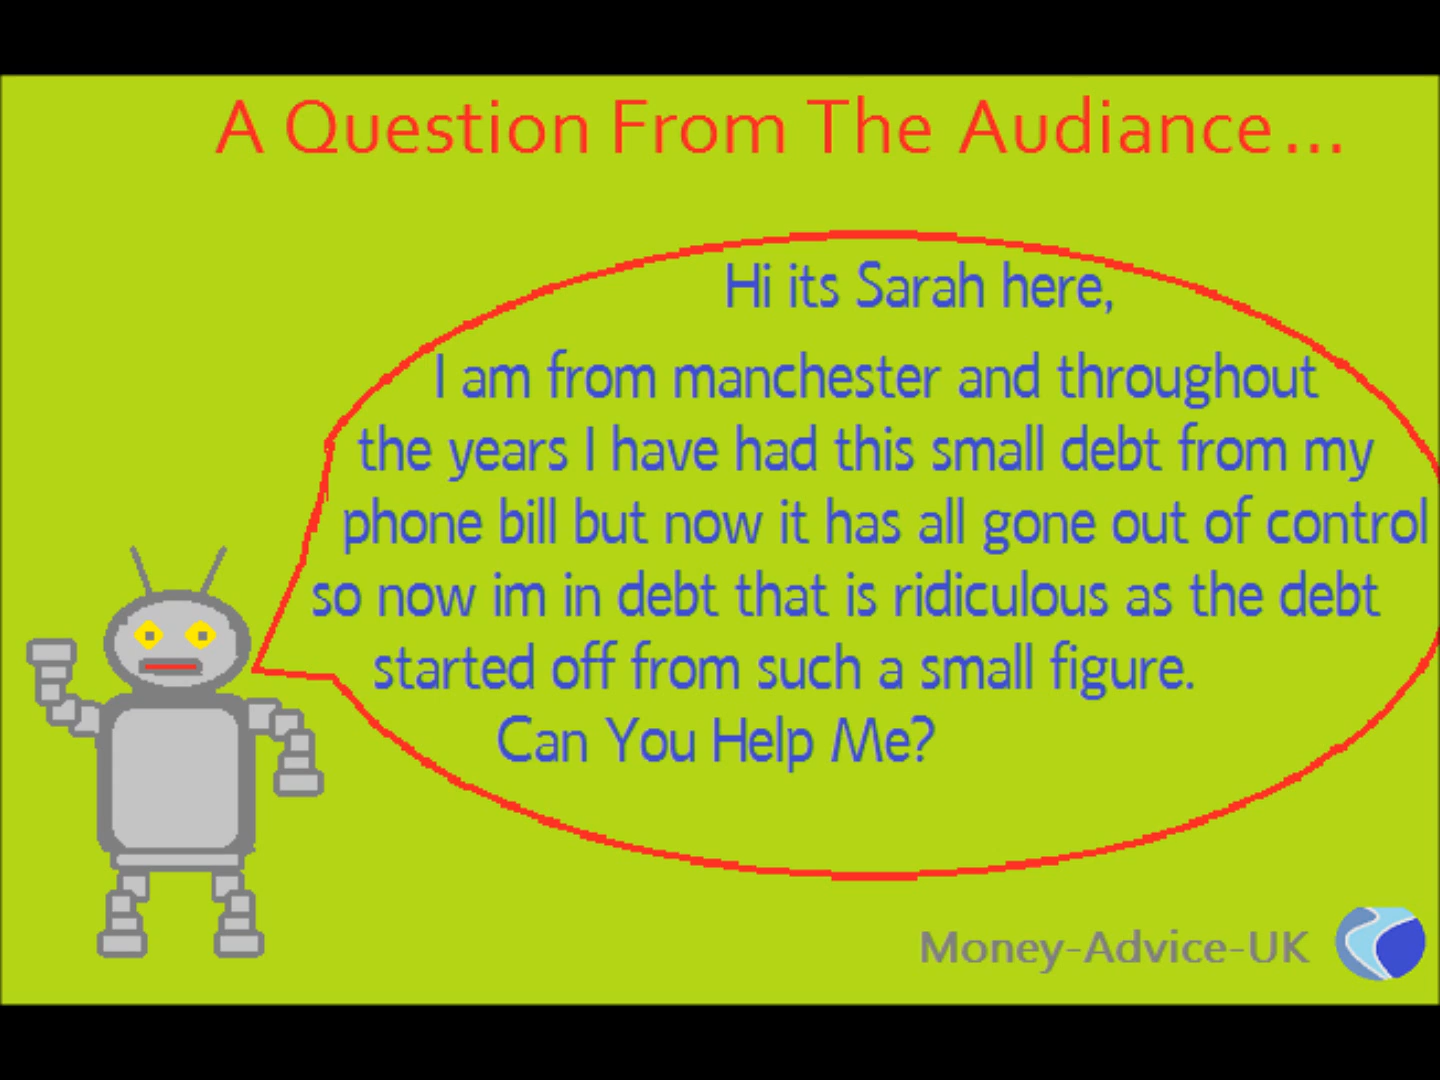 A Question From The Audiance...
Hi its Sarah here,
I am from manchester and throughout
the years I have had this small debt from my
phone bill but now it has all gone out of control
so now im in debt that is ridiculous as the debt
started off from such a small figure.
Can You Help Me?
Money-Advice-UK